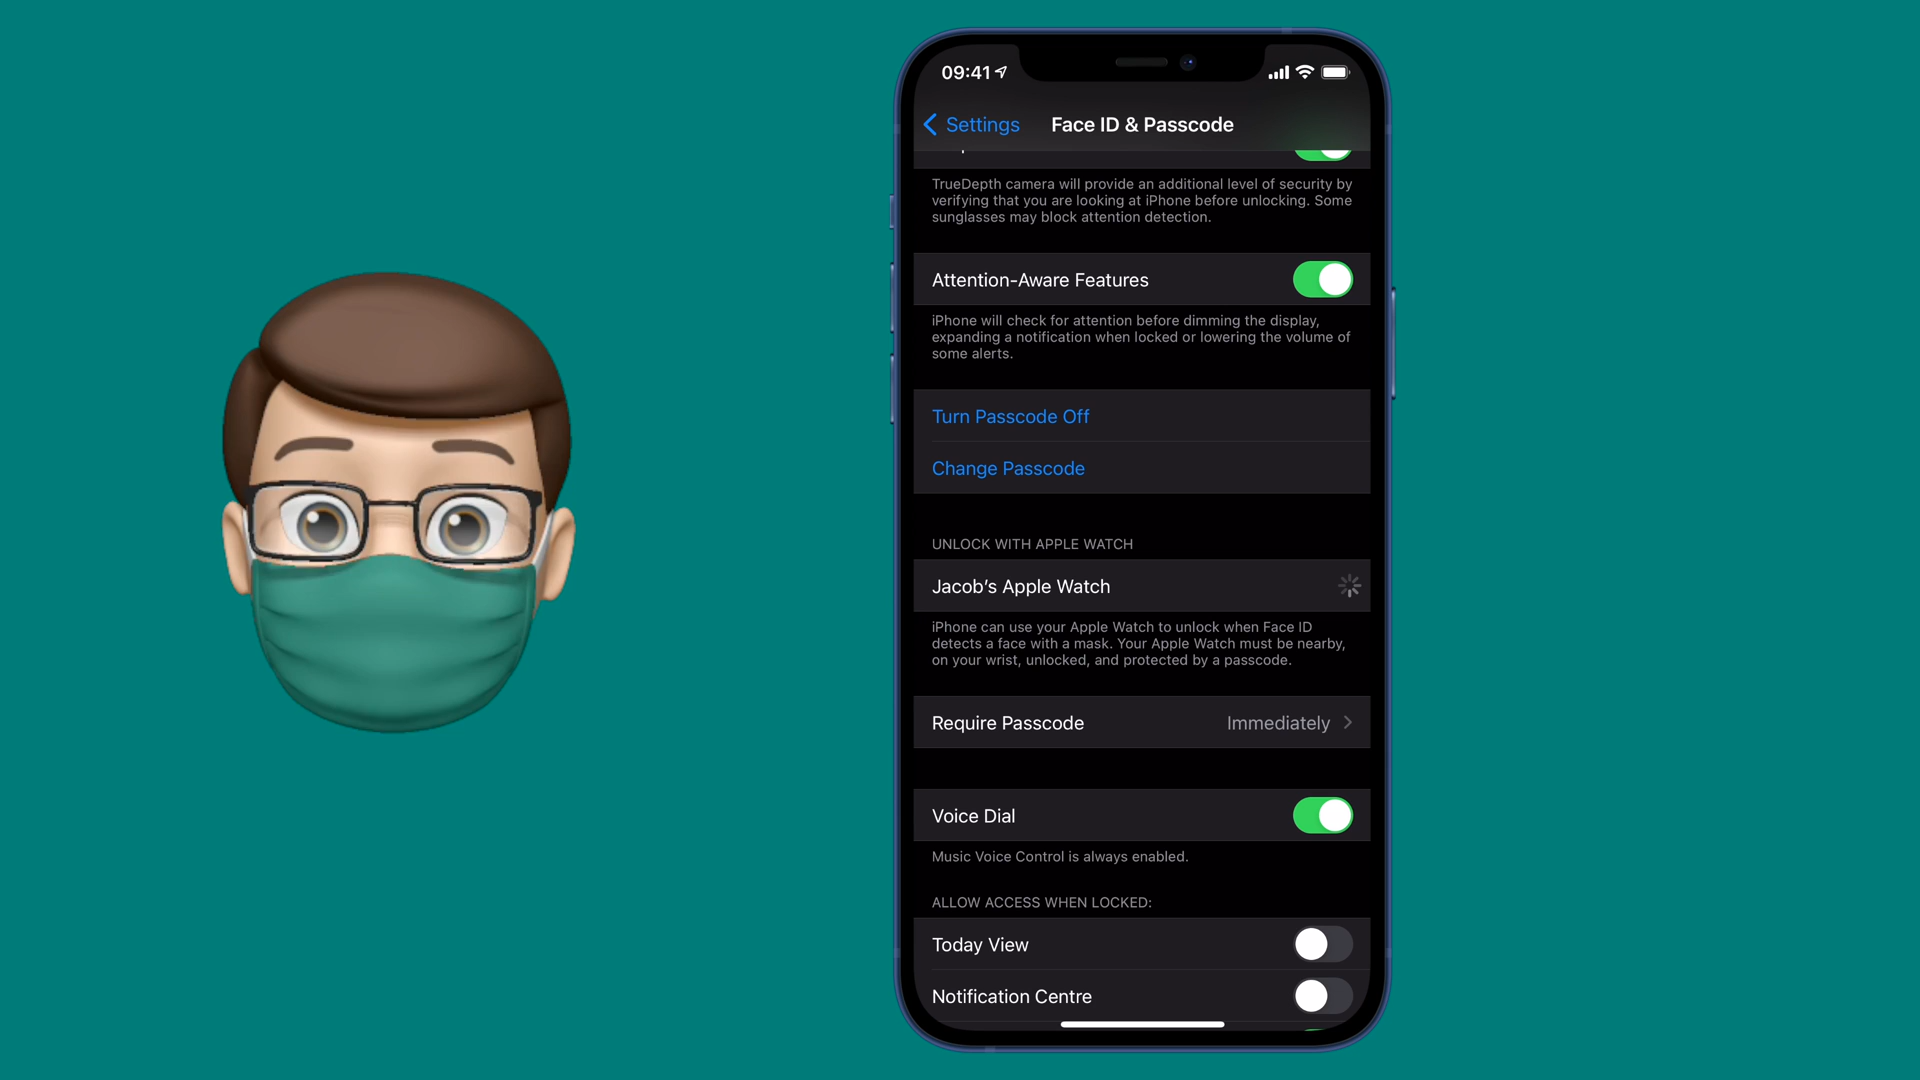 09:41
Settings
Face ID & Passcode
TrueDepth camera will provide an additional level of security by
verifying that you are looking at iPhone before unlocking. Some
sunglasses may block attention detection.
Attention-Aware Features
iPhone will check for attention before dimming the display,
expanding a notification when locked or lowering the volume of
some alerts.
Turn Passcode Off
Change Passcode
UNLOCK WITH APPLE WATCH
Jacob’s Apple Watch
iPhone can use your Apple Watch to unlock when Face ID
detects a face with a mask. Your Apple Watch must be nearby,
on your wrist, unlocked, and protected by a passcode.
Require Passcode Immediately
Voice Dial
Music Voice Control is always enabled.
ALLOW ACCESS WHEN LOCKED:
Today View
Notification Centre